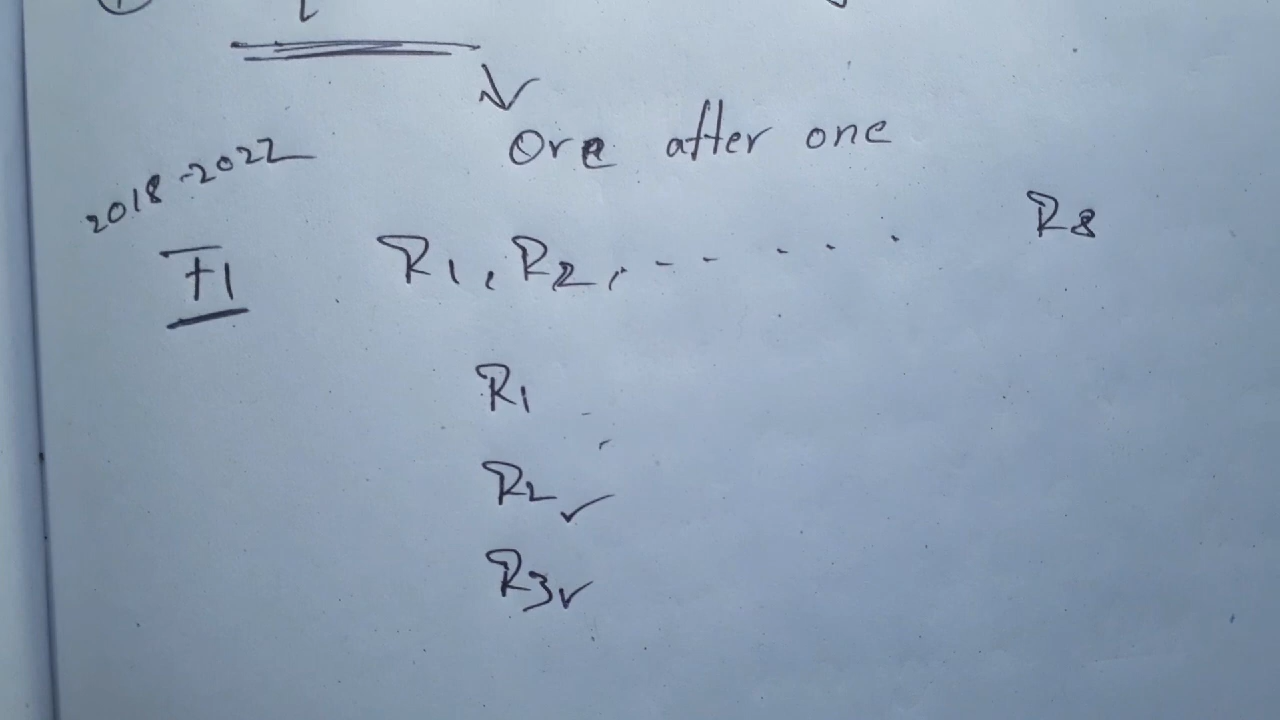 One after one
2018-2022
F1 R1, R2, ------ R8
R1
R2 ✓
R3 ✓